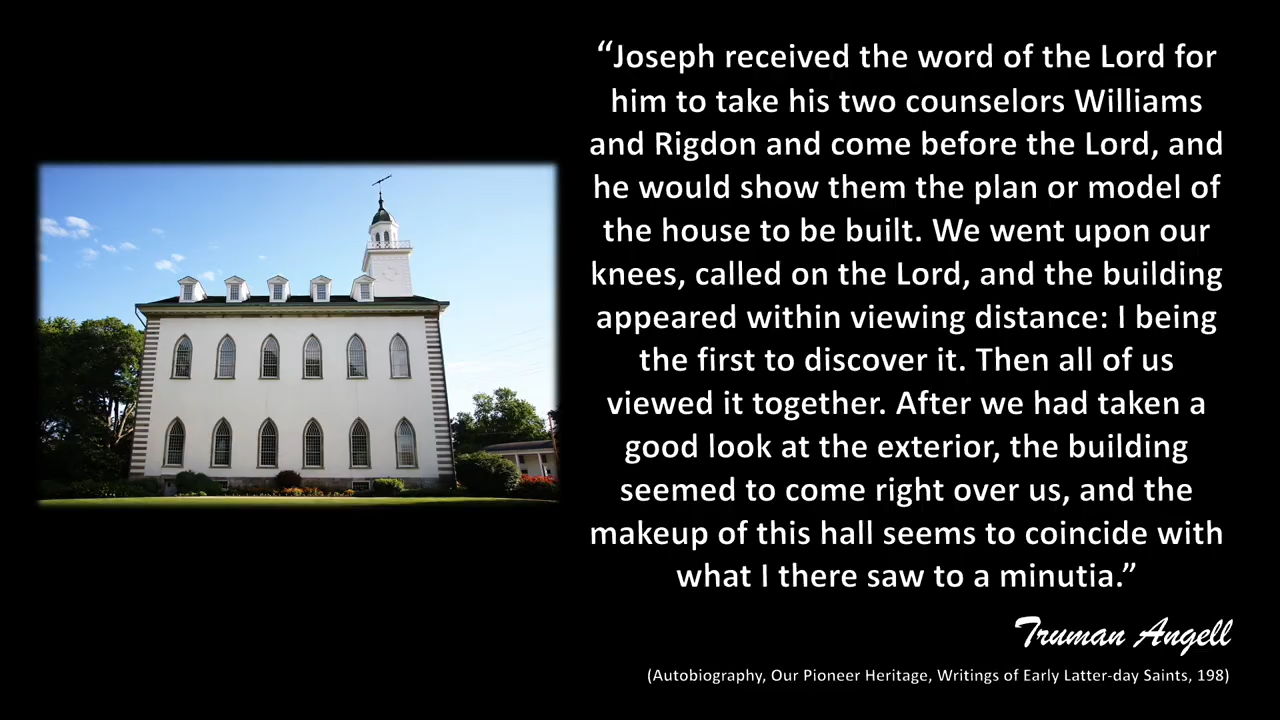 “Joseph received the word of the Lord for
him to take his two counselors Williams
and Rigdon and come before the Lord, and
he would show them the plan or model of
the house to be built. We went upon our
knees, called on the Lord, and the building
appeared within viewing distance: I being
the first to discover it. Then all of us
viewed it together. After we had taken a
good look at the exterior, the building
seemed to come right over us, and the
makeup of this hall seems to coincide with
what I there saw to a minutia.”
Truman Angell
(Autobiography, Our Pioneer Heritage, Writings of Early Latter-day Saints, 198)